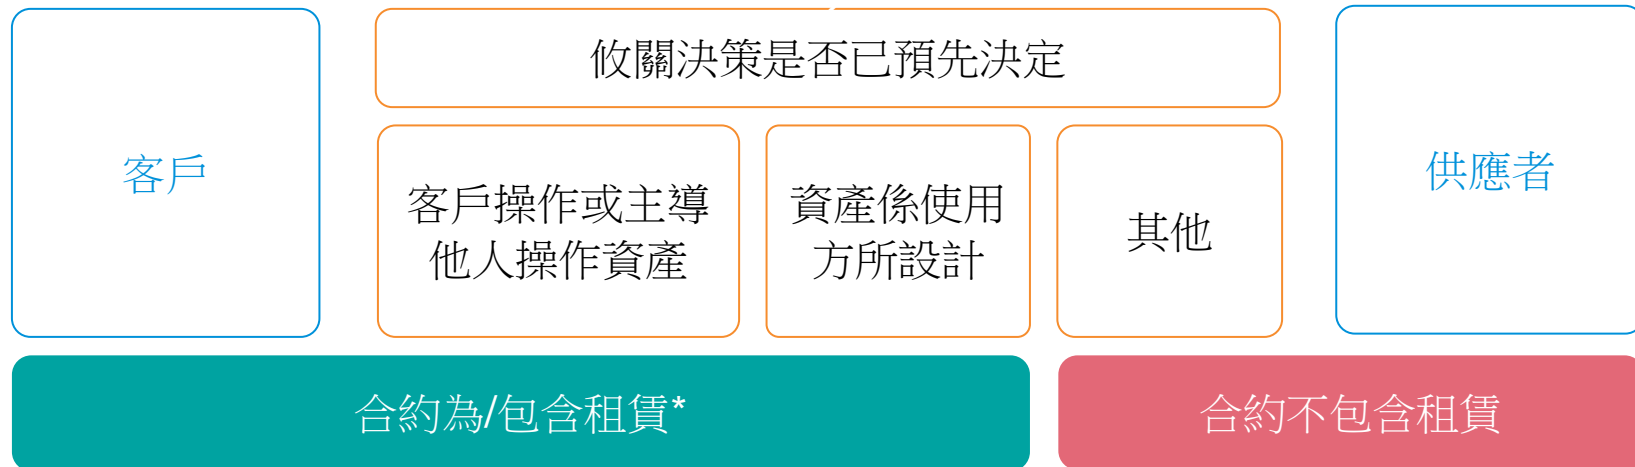 攸關決策是否已預先決定
客戶
客戶操作或主導
他人操作資產
資產係使用
方所設計
其他
供應者
合約為/包含租賃*
合約不包含租賃